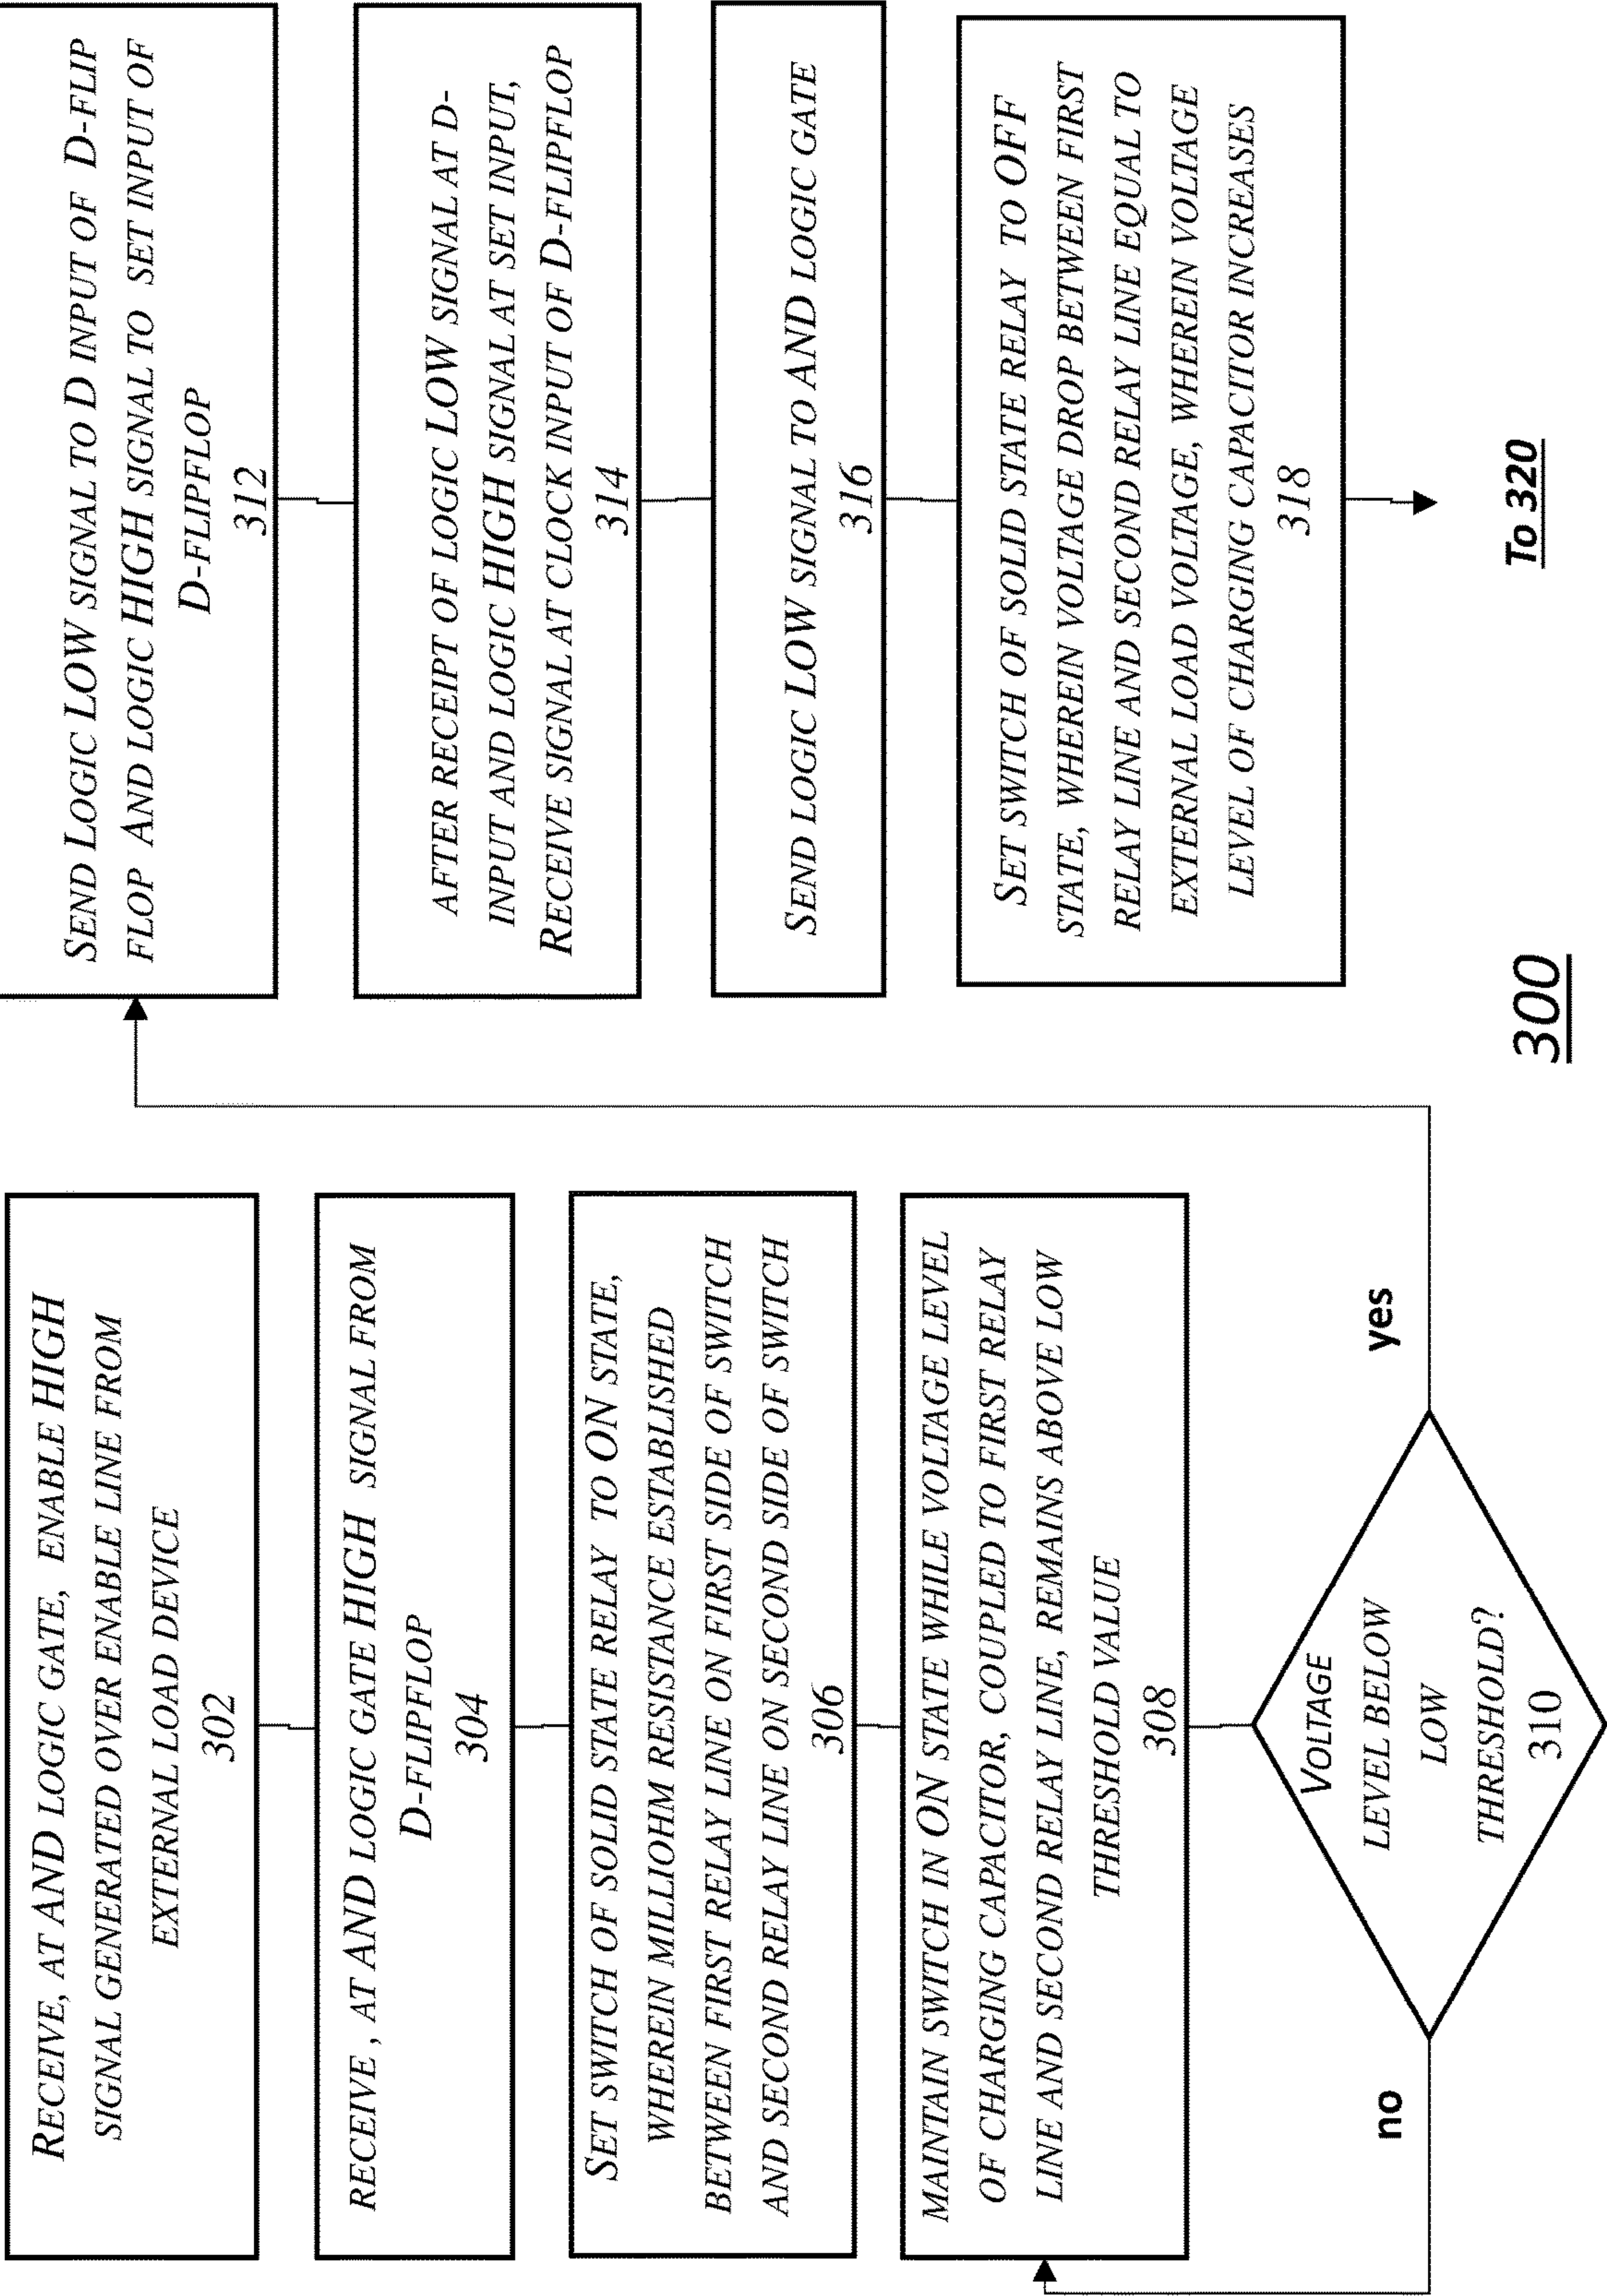 RECEIVE, AT AND LOGIC GATE, ENABLE HIGH
SIGNAL GENERATED OVER ENABLE LINE FROM
EXTERNAL LOAD DEVICE
302
RECEIVE , AT AND LOGIC GATE HIGH SIGNAL FROM
D-FLIPFLOP
304
SET SWITCH OF SOLID STATE RELAY TO ON STATE,
WHEREIN MILLIOHM RESISTANCE ESTABLISHED
BETWEEN FIRST RELAY LINE ON FIRST SIDE OF SWITCH
AND SECOND RELAY LINE ON SECOND SIDE OF SWITCH
306
MAINTAIN SWITCH IN ON STATE WHILE VOLTAGE LEVEL
OF CHARGING CAPACITOR, COUPLED TO FIRST RELAY
LINE AND SECOND RELAY LINE, REMAINS ABOVE LOW
THRESHOLD VALUE
308
VOLTAGE
LEVEL BELOW
LOW
THRESHOLD?
310
no
yes
SEND LOGIC LOW SIGNAL TO D INPUT OF D-FLIP
FLOP AND LOGIC HIGH SIGNAL TO SET INPUT OF
D-FLIPFLOP
312
AFTER RECEIPT OF LOGIC LOW SIGNAL AT D-
INPUT AND LOGIC HIGH SIGNAL AT SET INPUT,
RECEIVE SIGNAL AT CLOCK INPUT OF D-FLIPFLOP
314
SEND LOGIC LOW SIGNAL TO AND LOGIC GATE
316
SET SWITCH OF SOLID STATE RELAY TO OFF
STATE, WHEREIN VOLTAGE DROP BETWEEN FIRST
RELAY LINE AND SECOND RELAY LINE EQUAL TO
EXTERNAL LOAD VOLTAGE, WHEREIN VOLTAGE
LEVEL OF CHARGING CAPACITOR INCREASES
318
To 320
300